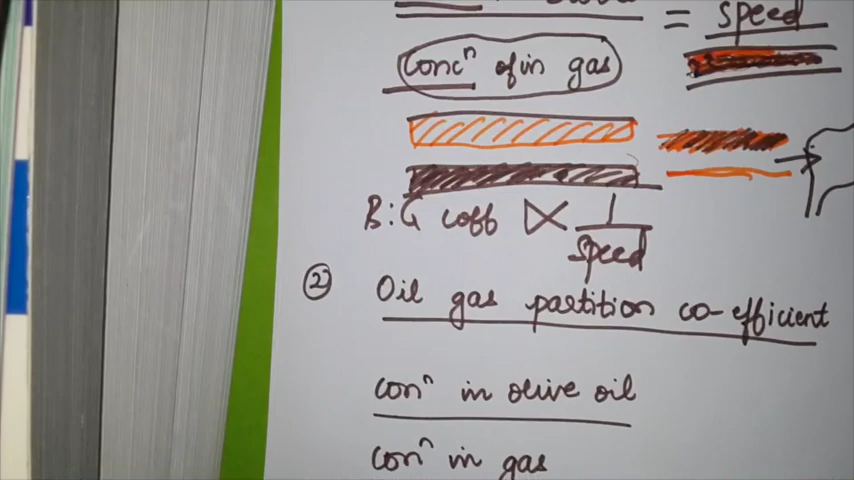 = speed
concⁿ of in gas
B:G coff ∝ 1
speed
② Oil gas partition co-efficient
conⁿ in olive oil
conⁿ in gas